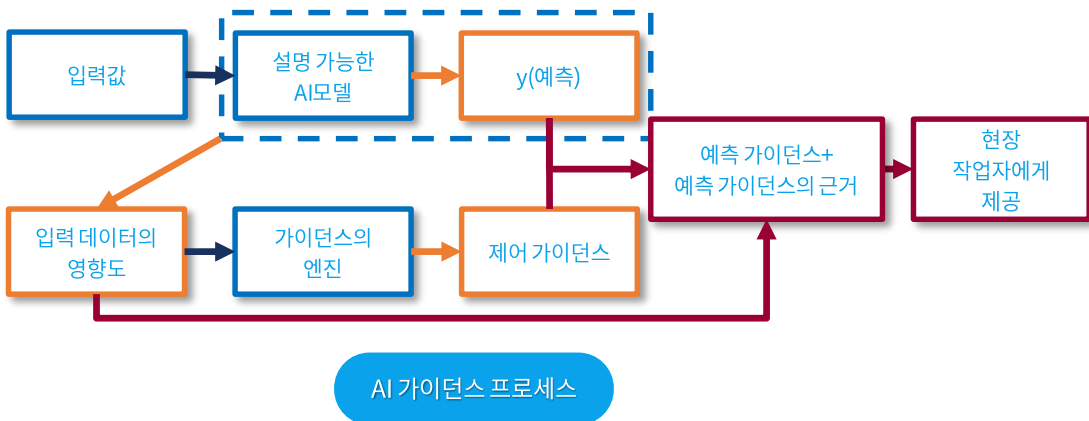 입력값
설명 가능한
AI모델
y(예측)
예측 가이던스+
예측 가이던스의 근거
현장
작업자에게
제공
입력 데이터의
영향도
가이던스의
엔진
제어 가이던스
AI 가이던스 프로세스